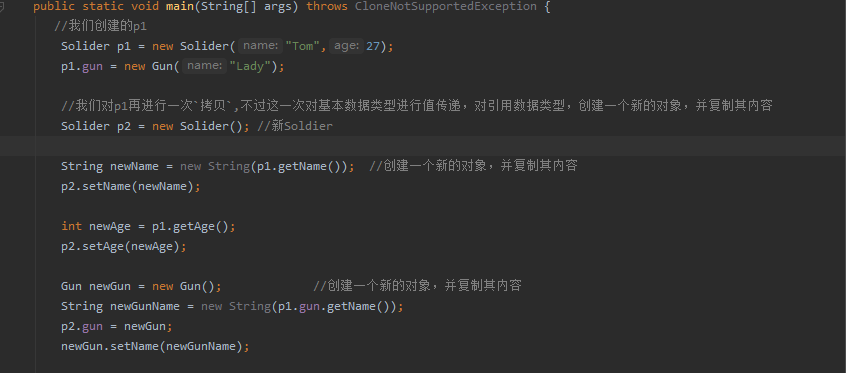 public static void main(String[] args) throws CloneNotSupportedException {
//我们创建的p1
Solider p1 = new Solider( name: "Tom", age: 27);
p1.gun = new Gun( name: "Lady");
//我们对p1再进行一次`拷贝`,不过这一次对基本数据类型进行值传递，对引用数据类型，创建一个新的对象，并复制其内容
Solider p2 = new Solider(); //新Soldier
String newName = new String(p1.getName()); //创建一个新的对象，并复制其内容
p2.setName(newName);
int newAge = p1.getAge();
p2.setAge(newAge);
Gun newGun = new Gun(); //创建一个新的对象，并复制其内容
String newGunName = new String(p1.gun.getName());
p2.gun = newGun;
newGun.setName(newGunName);